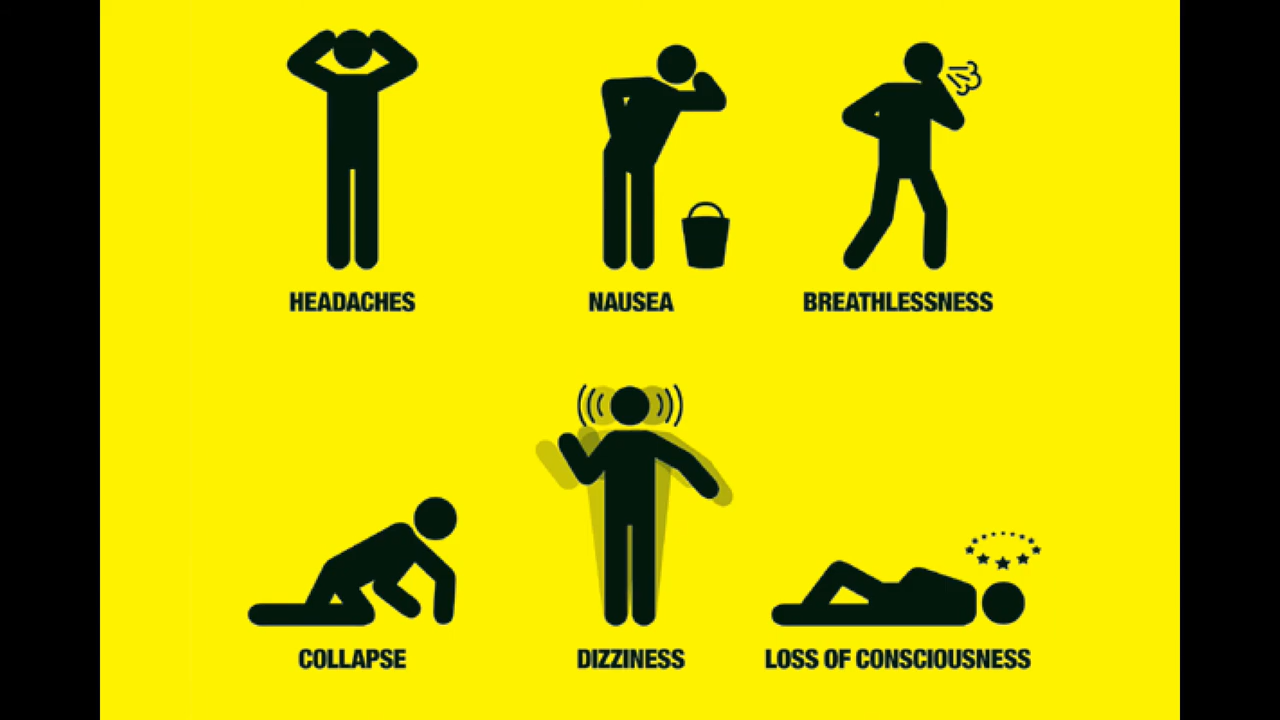 HEADACHES
NAUSEA
BREATHLESSNESS
COLLAPSE
DIZZINESS
LOSS OF CONSCIOUSNESS